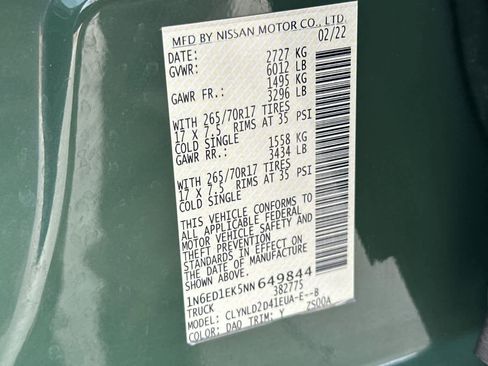 MFD BY NISSAN MOTOR CO., LTD.
DATE: 02/22
GVWR: 2727 KG
6012 LB
GAWR FR.: 1495 KG
3296 LB
WITH 265/70R17 TIRES
17 X 7.5 RIMS AT 35 PSI
COLD SINGLE
GAWR RR.: 1558 KG
3434 LB
WITH 265/70R17 TIRES
17 X 7.5 RIMS AT 35 PSI
COLD SINGLE
THIS VEHICLE CONFORMS TO
ALL APPLICABLE FEDERAL
MOTOR VEHICLE SAFETY AND
THEFT PREVENTION
STANDARDS IN EFFECT ON
THE DATE OF MANUFACTURE
SHOWN ABOVE.
1N6ED1EK5NN649844
TRUCK 382775
MODEL: CLYNLD2D41EUA-E--B
COLOR: DAQ TRIM: Y ZS00A